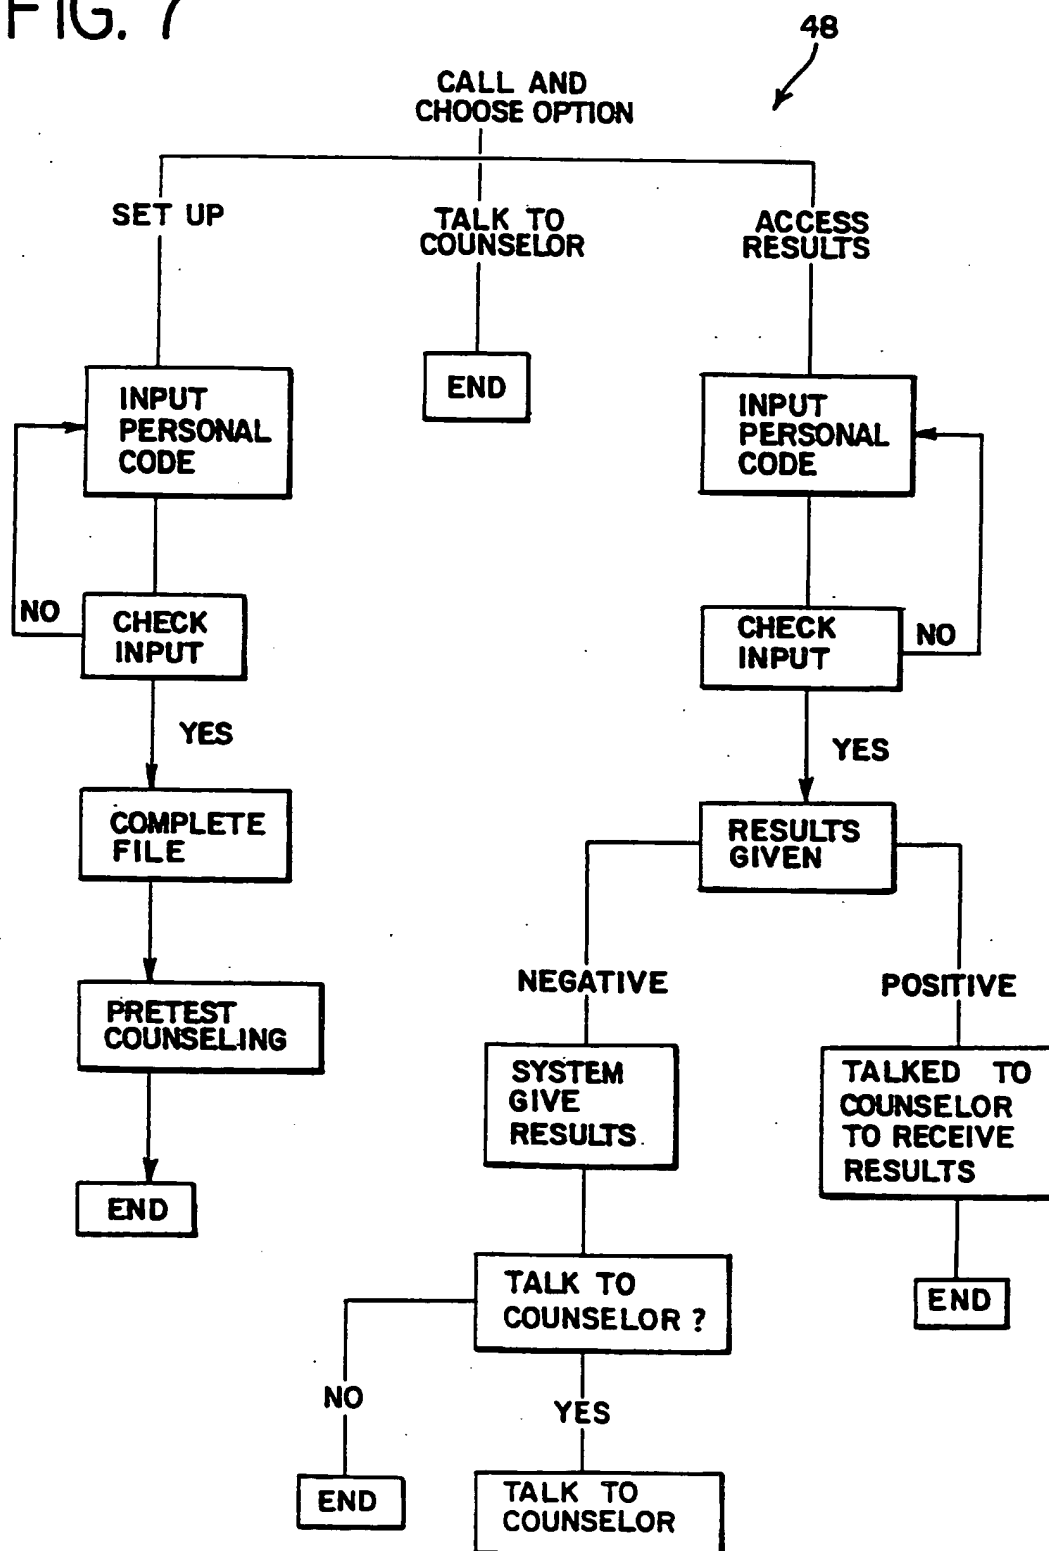 FIG. 7
48
CALL AND
CHOOSE OPTION
SET UP
TALK TO
COUNSELOR
ACCESS
RESULTS
INPUT
PERSONAL
CODE
END
INPUT
PERSONAL
CODE
NO
CHECK
INPUT
CHECK
INPUT
NO
YES
YES
COMPLETE
FILE
RESULTS
GIVEN
NEGATIVE
POSITIVE
PRETEST
COUNSELING
SYSTEM
GIVE
RESULTS
TALKED TO
COUNSELOR
TO RECEIVE
RESULTS
END
TALK TO
COUNSELOR ?
END
NO
YES
END
TALK TO
COUNSELOR